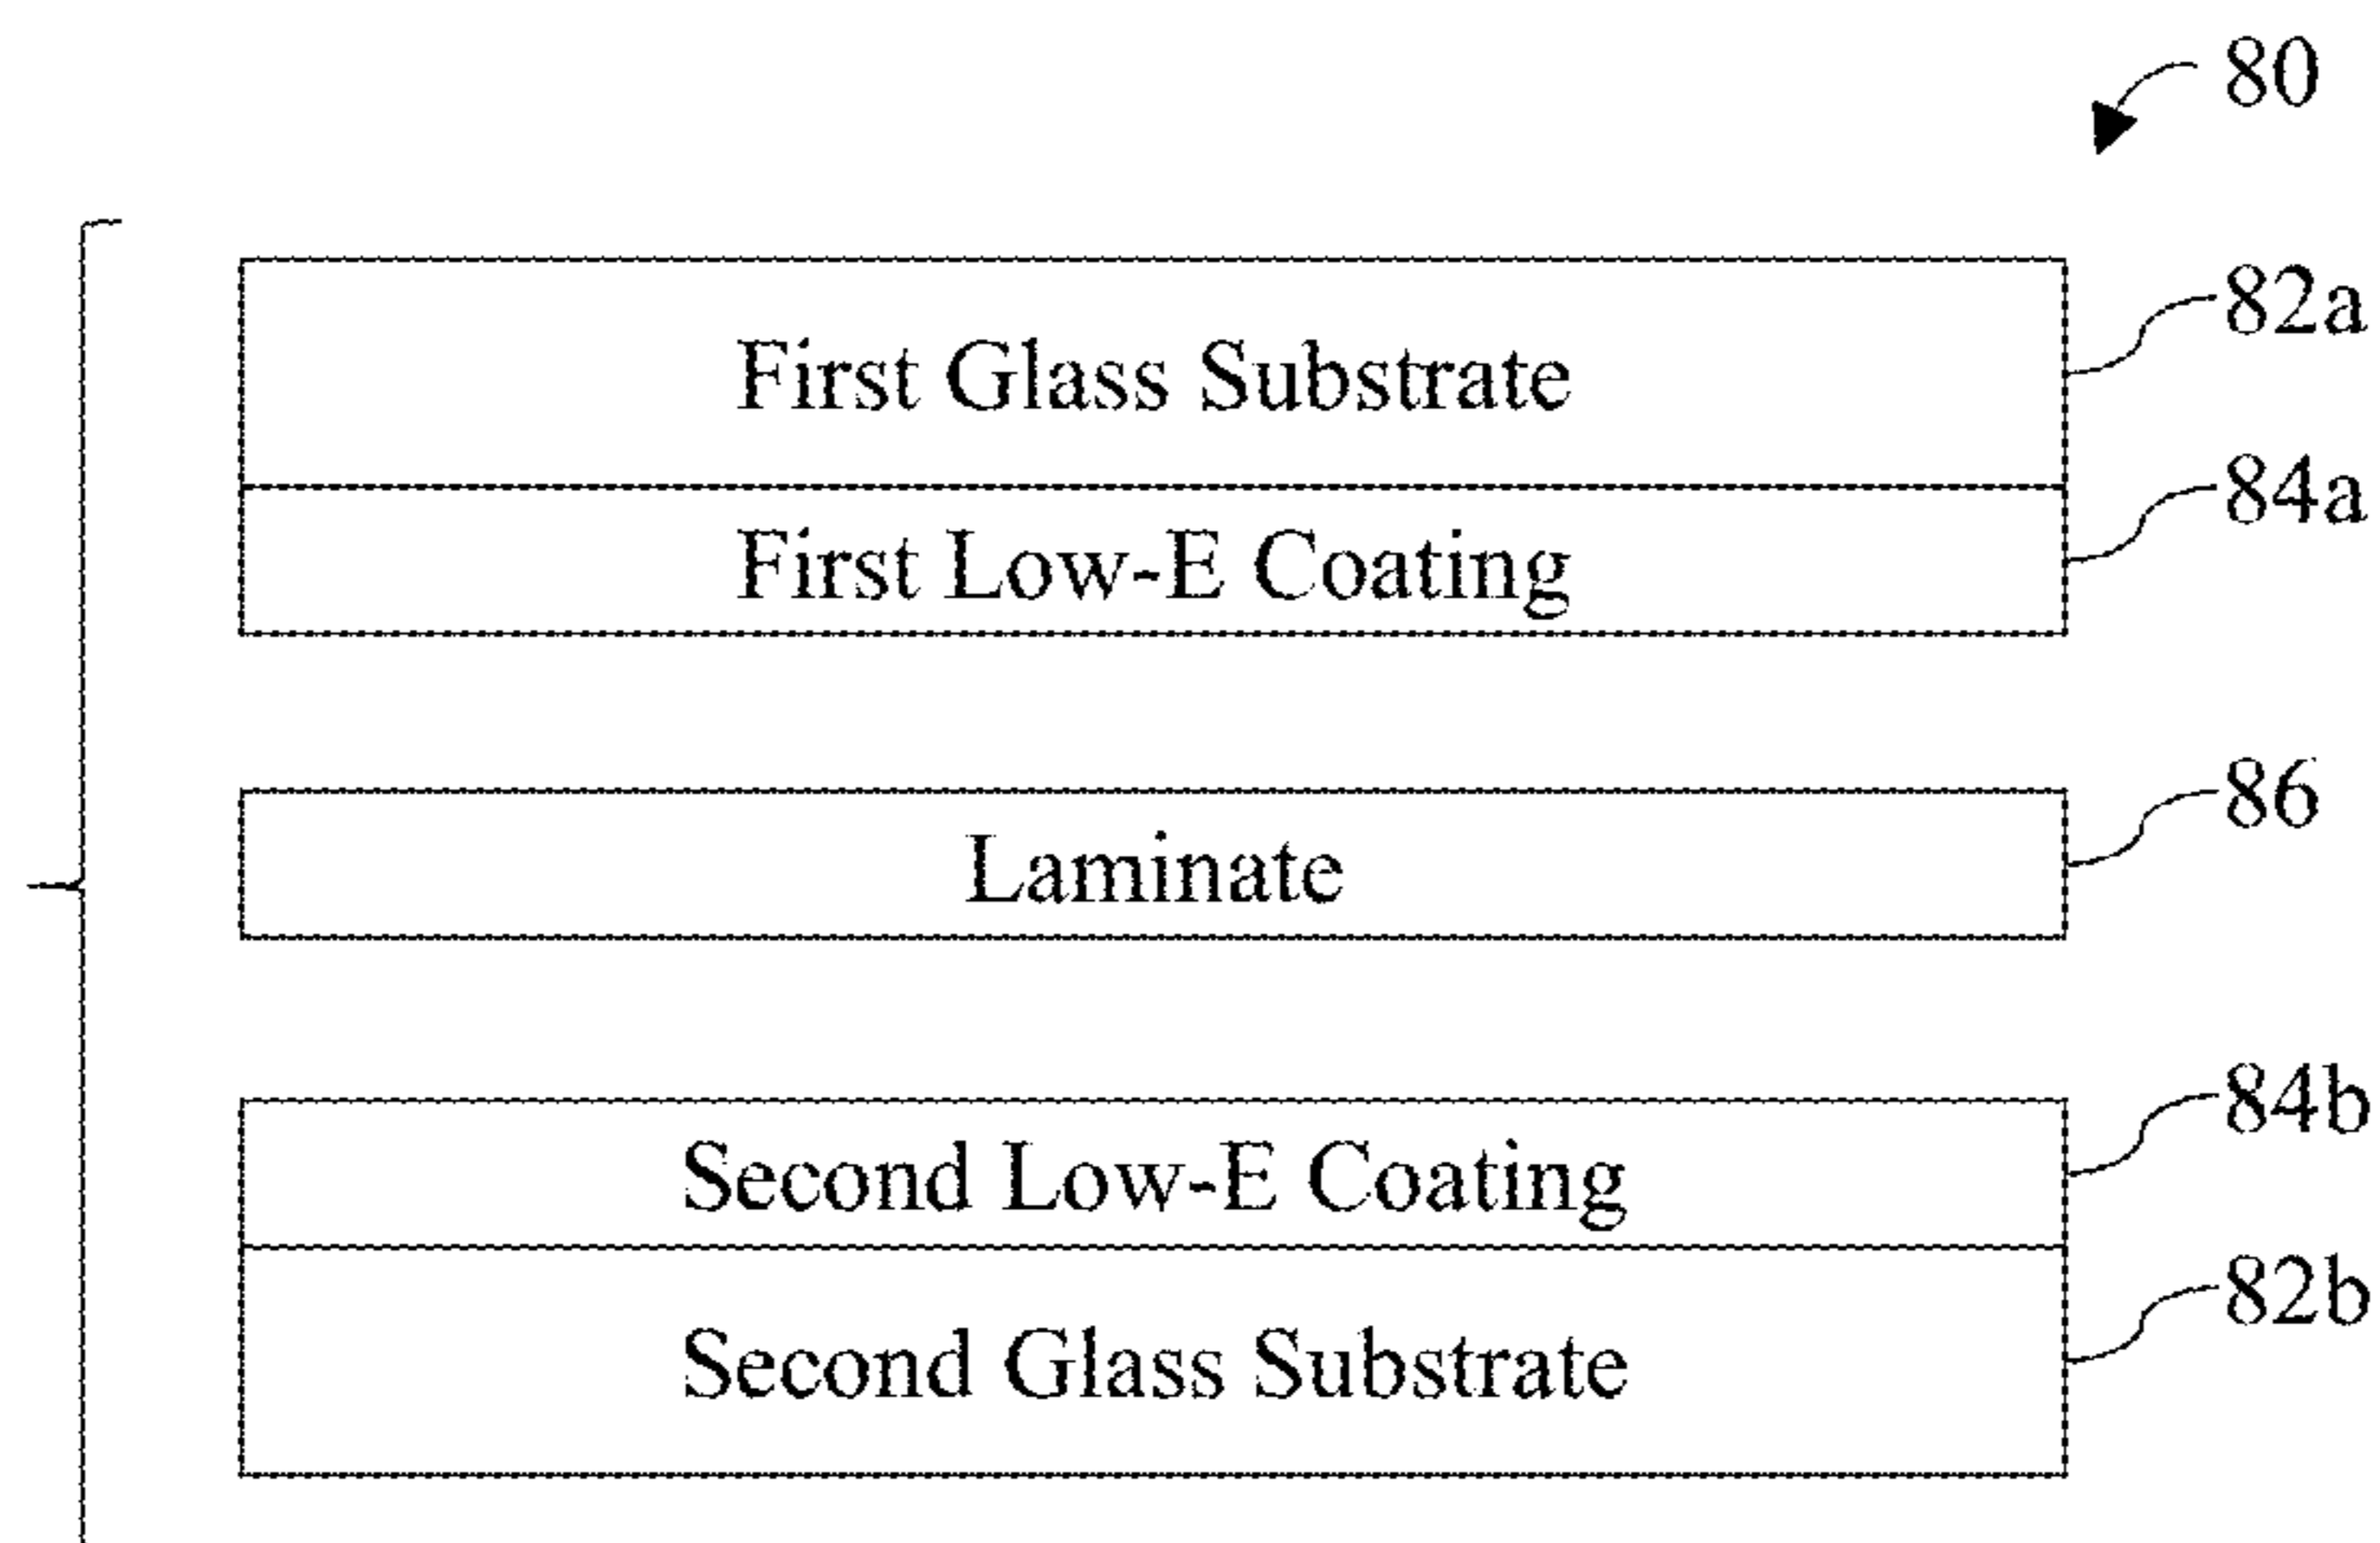 80
First Glass Substrate 82a
First Low-E Coating 84a
Laminate 86
Second Low-E Coating 84b
Second Glass Substrate 82b